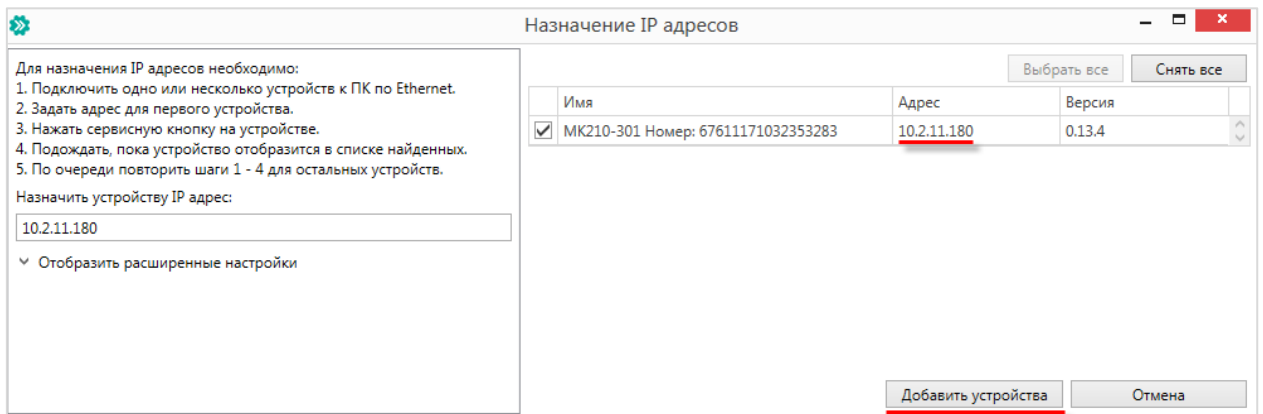 Назначение IP адресов
Для назначения IP адресов необходимо:
1. Подключить одно или несколько устройств к ПК по Ethernet.
2. Задать адрес для первого устройства.
3. Нажать сервисную кнопку на устройстве.
4. Подождать, пока устройство отобразится в списке найденных.
5. По очереди повторить шаги 1 - 4 для остальных устройств.
Назначить устройству IP адрес:
10.2.11.180
Отобразить расширенные настройки
Выбрать все Снять все
Имя Адрес Версия
МК210-301 Номер: 67611171032353283 10.2.11.180 0.13.4
Добавить устройства Отмена